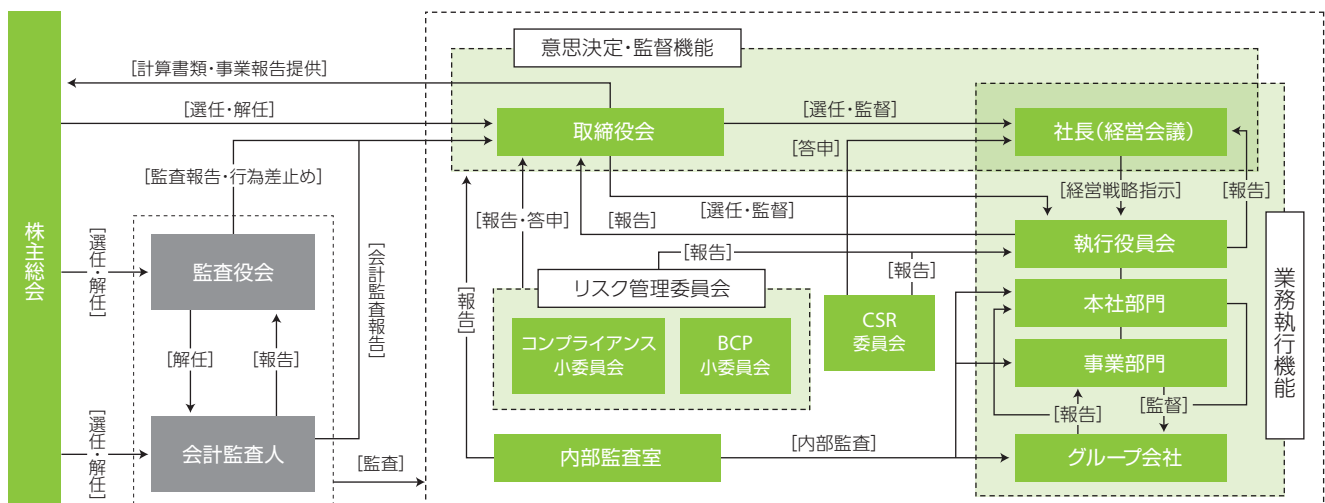 意思決定・監督機能
[計算書類・事業報告提供]
[選任・解任]
取締役会
[選任・監督]
社長(経営会議)
[答申]
[監査報告・行為差止め]
[経営戦略指示]
[報告]
[選任・監督]
[報告・答申]
[報告]
株主総会
[選任・解任]
監査役会
[会計監査報告]
[報告]
執行役員会
[報告]
業務執行機能
リスク管理委員会
[報告]
本社部門
コンプライアンス
小委員会
BCP
小委員会
CSR
委員会
[解任]
[報告]
事業部門
[報告]
[監督]
[選任・解任]
会計監査人
[監査]
内部監査室
[内部監査]
グループ会社